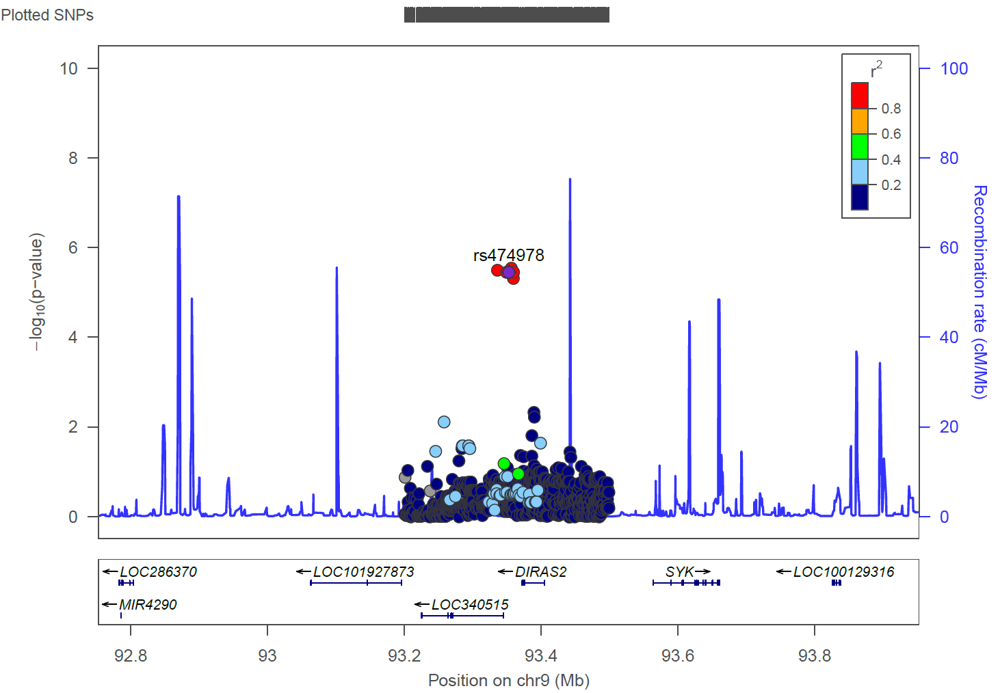 Plotted SNPs
10
8
6
4
2
0
−log10(p−value)
100
80
60
40
20
0
Recombination rate (cM/Mb)
r2
0.8
0.6
0.4
0.2
rs474978
LOC286370
LOC101927873
DIRAS2
SYK
LOC100129316
MIR4290
LOC340515
92.8
93
93.2
93.4
93.6
93.8
Position on chr9 (Mb)